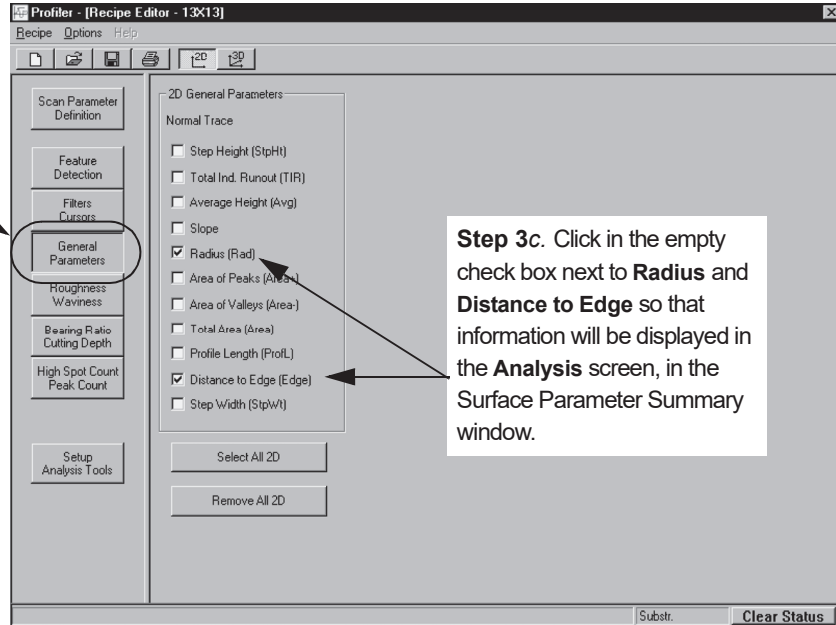 Profiler - [Recipe Editor - 13X13]
Recipe Options Help
2D 3D
Scan Parameter
Definition
Feature
Detection
Filters
Cursors
General
Parameters
Roughness
Waviness
Bearing Ratio
Cutting Depth
High Spot Count
Peak Count
Setup
Analysis Tools
2D General Parameters
Normal Trace
Step Height (StpHt)
Total Ind. Runout (TIR)
Average Height (Avg)
Slope
Radius (Rad)
Area of Peaks (Area+)
Area of Valleys (Area-)
Total Area (Area)
Profile Length (ProfL)
Distance to Edge (Edge)
Step Width (StpWt)
Select All 2D
Remove All 2D
Step 3c. Click in the empty
check box next to Radius and
Distance to Edge so that
information will be displayed in
the Analysis screen, in the
Surface Parameter Summary
window.
Substr. Clear Status